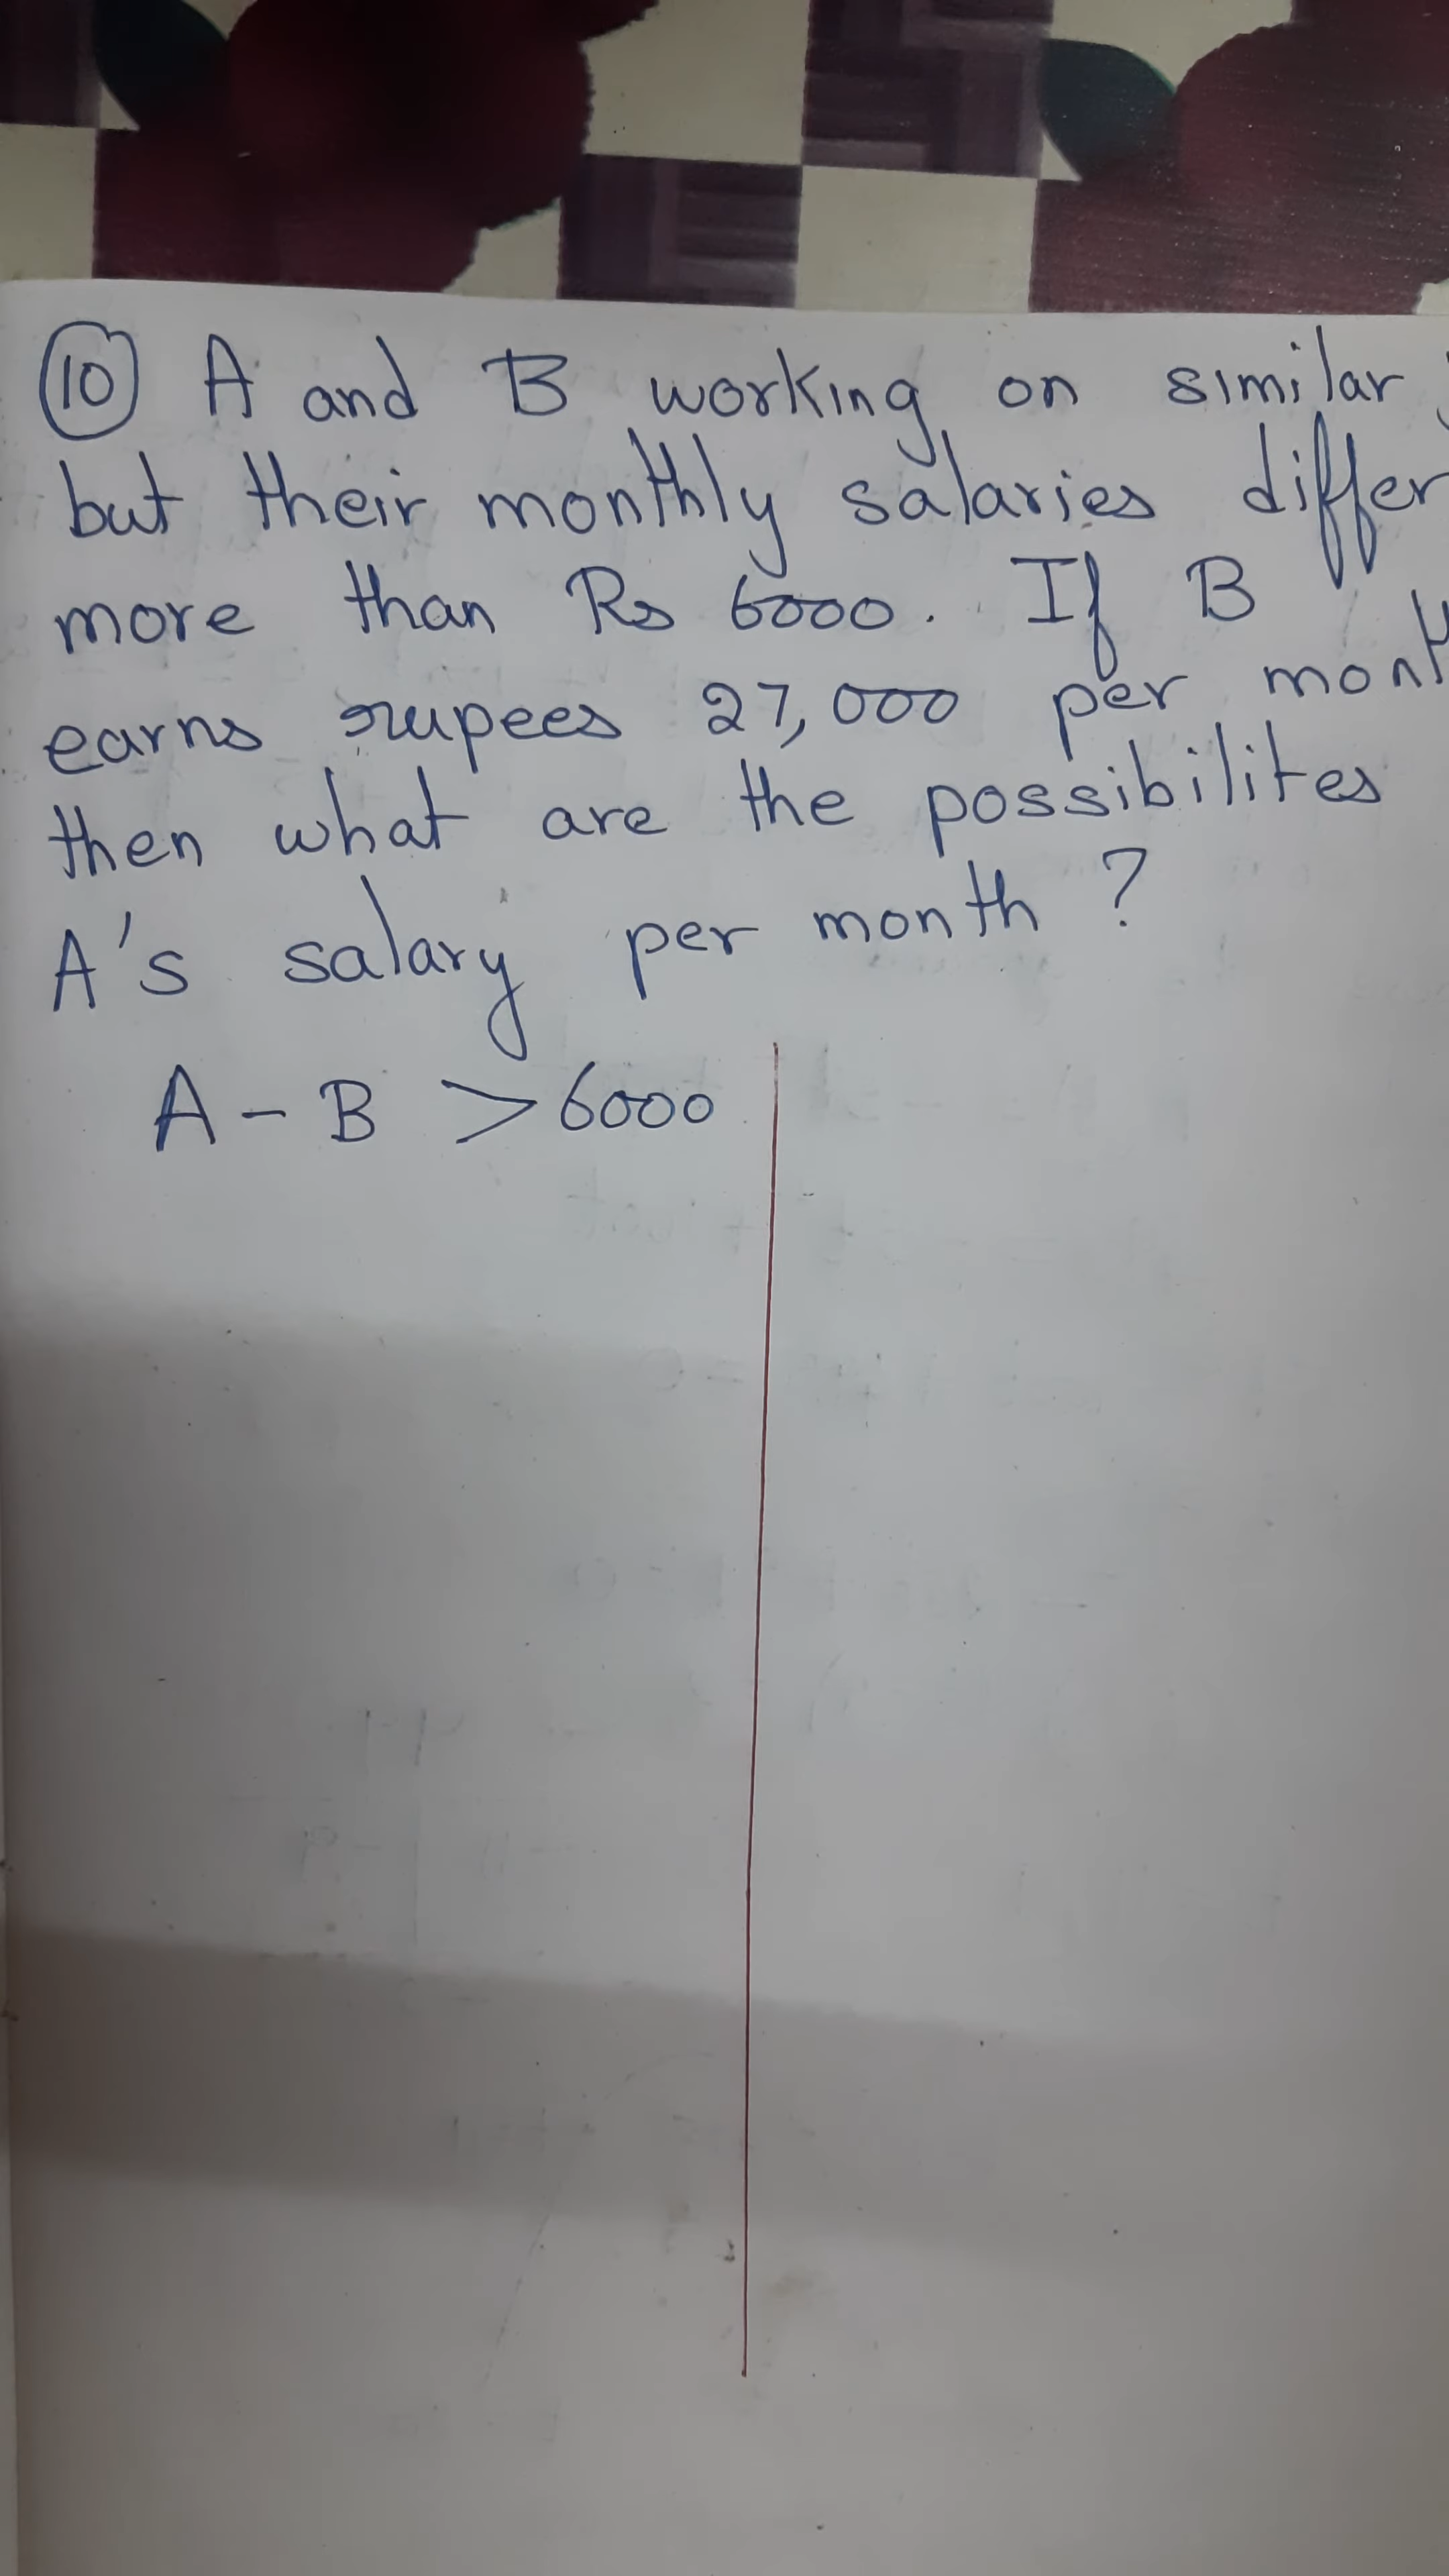 10 A and B working on similar
but their monthly salaries differ
more than Rs 6000. If B
earns rupees 27,000 per mont
then what are the possibilites
A's salary per month ?
A - B > 6000